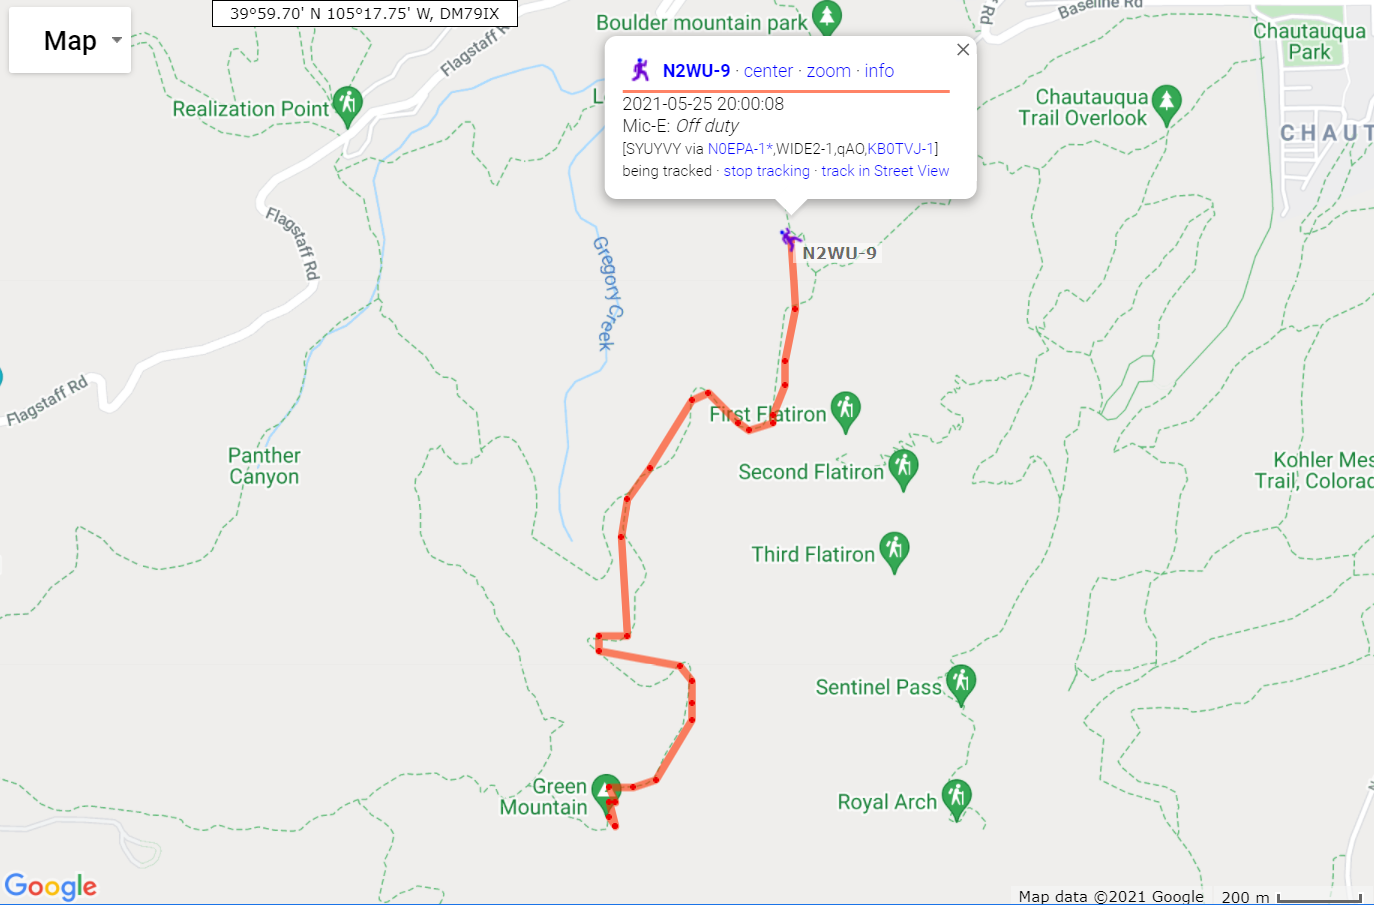 39°59.70' N 105°17.75' W, DM79IX
Map
Boulder mountain park
Baseline Rd
Rd
Chautauqua
Park
Flagstaff R
Realization Point
Chautauqua
Trail Overlook
CHAUT
N2WU-9 · center · zoom · info
2021-05-25 20:00:08
Mic-E: Off duty
[SYUYVY via N0EPA-1*,WIDE2-1,qAO,KB0TVJ-1]
being tracked · stop tracking · track in Street View
Flagstaff Rd
Gregory Creek
N2WU-9
Flagstaff Rd
First Flatiron
Panther
Canyon
Second Flatiron
Kohler Mes
Trail, Colorad
Third Flatiron
Sentinel Pass
Green
Mountain
Royal Arch
Google
Map data ©2021 Google
200 m